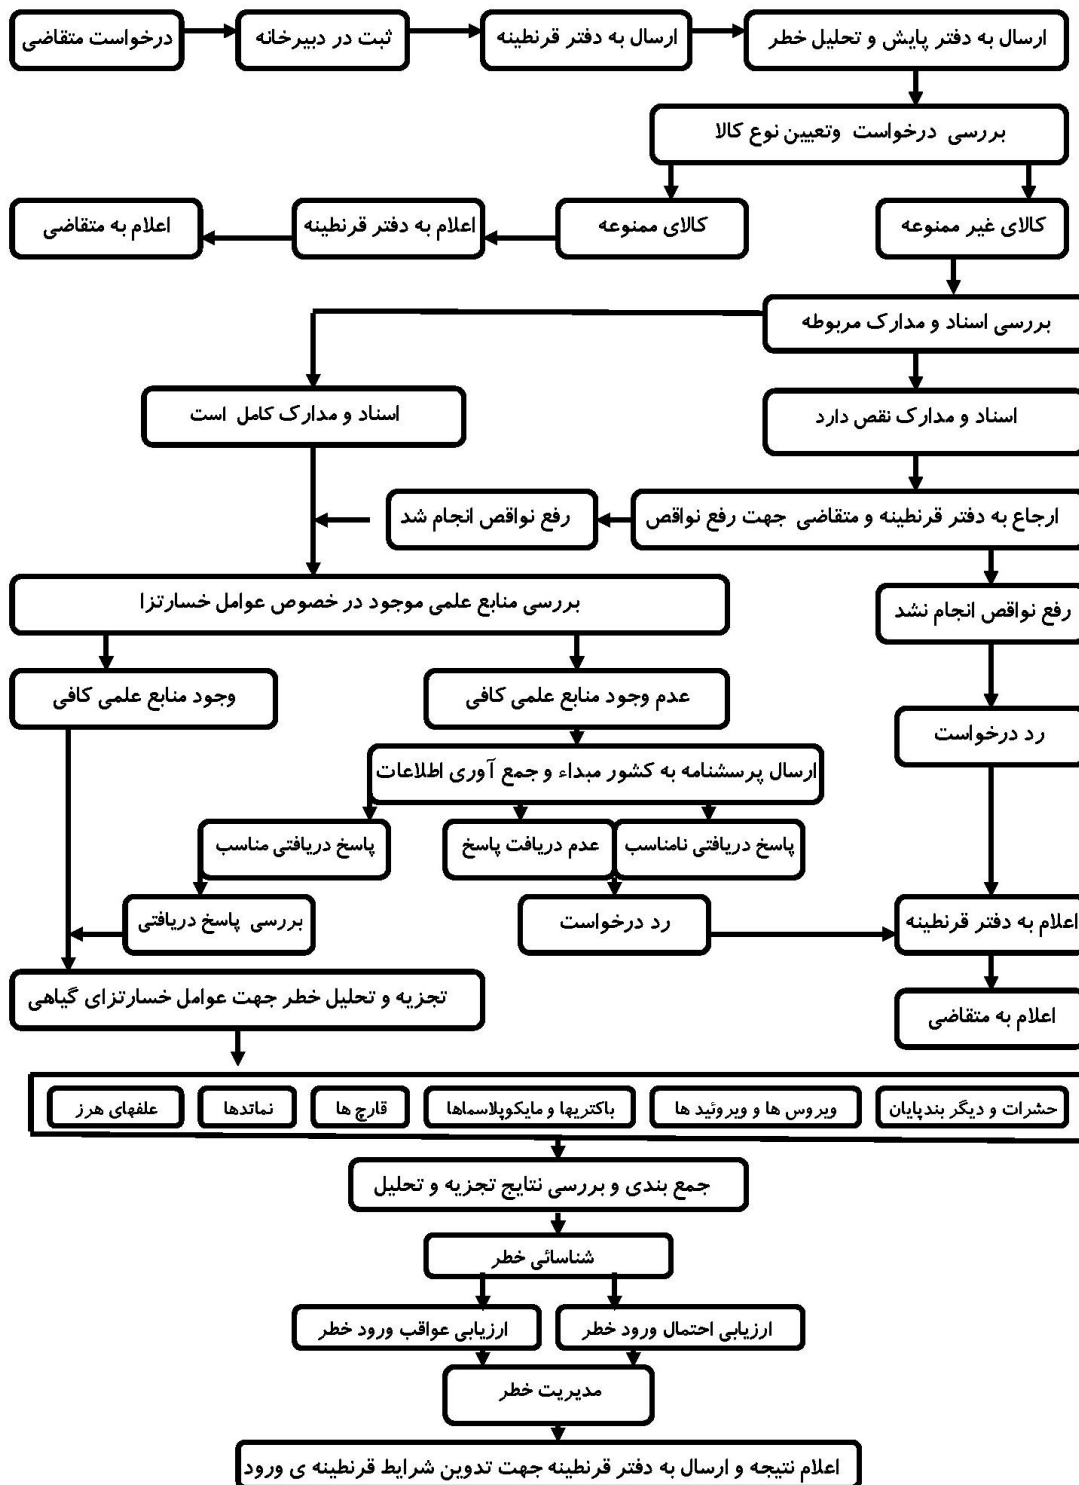 درخواست متقاضی
ثبت در دبیرخانه
ارسال به دفتر قرنطینه
ارسال به دفتر پایش و تحلیل خطر
بررسی درخواست وتعیین نوع کالا
کالای غیر ممنوعه
کالای ممنوعه
اعلام به دفتر قرنطینه
اعلام به متقاضی
بررسی اسناد و مدارک مربوطه
اسناد و مدارک نقص دارد
اسناد و مدارک کامل است
ارجاع به دفتر قرنطینه و متقاضی جهت رفع نواقص
رفع نواقص انجام شد
رفع نواقص انجام نشد
بررسی منابع علمی موجود در خصوص عوامل خسارتزا
عدم وجود منابع علمی کافی
وجود منابع علمی کافی
رد درخواست
ارسال پرسشنامه به کشور مبداء و جمع آوری اطلاعات
پاسخ دریافتی نامناسب
عدم دریافت پاسخ
پاسخ دریافتی مناسب
اعلام به دفتر قرنطینه
رد درخواست
بررسی پاسخ دریافتی
اعلام به متقاضی
تجزیه و تحلیل خطر جهت عوامل خسارتزای گیاهی
حشرات و دیگر بندپایان
ویروس ها و ویروئید ها
باکتریها و مایکوپلاسماها
قارچ ها
نماتدها
علفهای هرز
جمع بندی و بررسی نتایج تجزیه و تحلیل
شناسائی خطر
ارزیابی احتمال ورود خطر
ارزیابی عواقب ورود خطر
مدیریت خطر
اعلام نتیجه و ارسال به دفتر قرنطینه جهت تدوین شرایط قرنطینه ی ورود